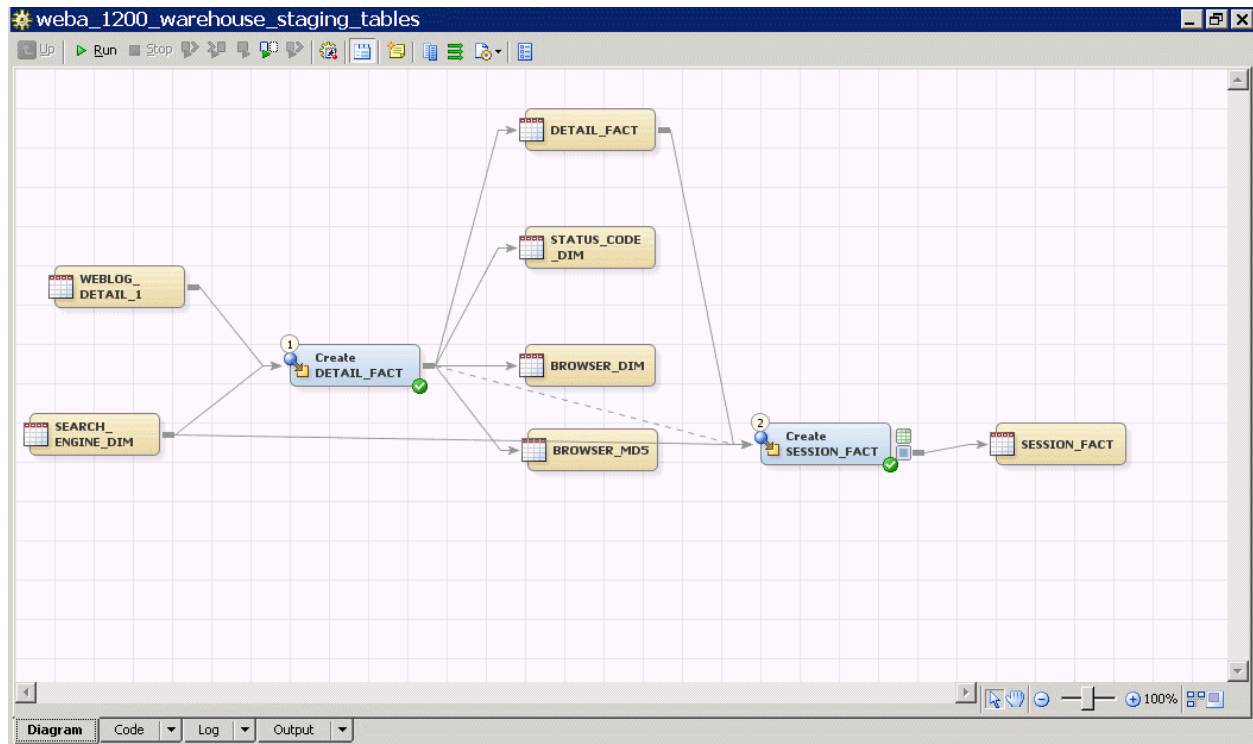 weba_1200_warehouse_staging_tables
Up Run Stop
DETAIL_FACT
STATUS_CODE
_DIM
WEBLOG_
DETAIL_1
1
Create
DETAIL_FACT
BROWSER_DIM
SEARCH_
ENGINE_DIM
BROWSER_MD5
2
Create
SESSION_FACT
SESSION_FACT
100%
Diagram Code Log Output